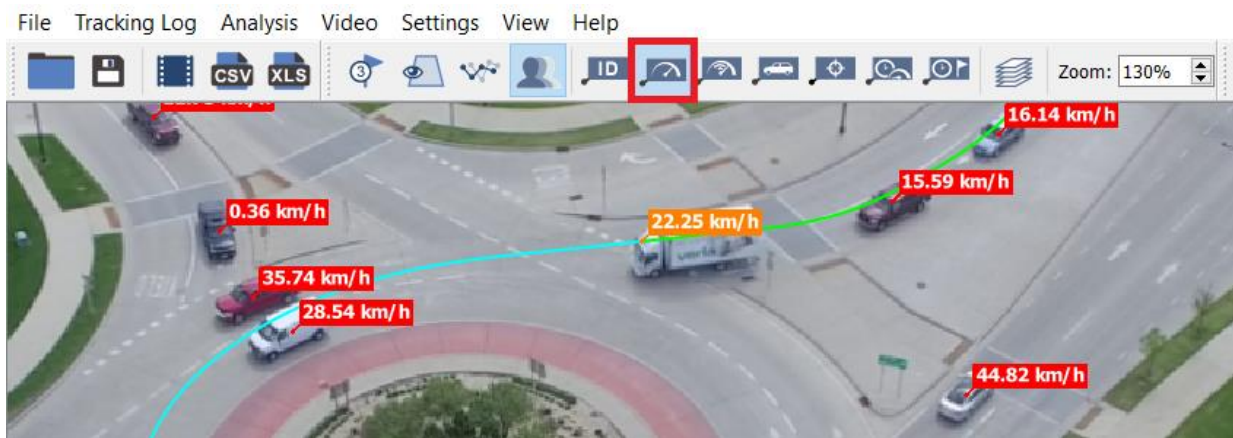 File Tracking Log Analysis Video Settings View Help
3 CSV XLS ID Zoom: 130%
16.14 km/h
15.59 km/h
0.36 km/h
22.25 km/h
35.74 km/h
28.54 km/h
44.82 km/h